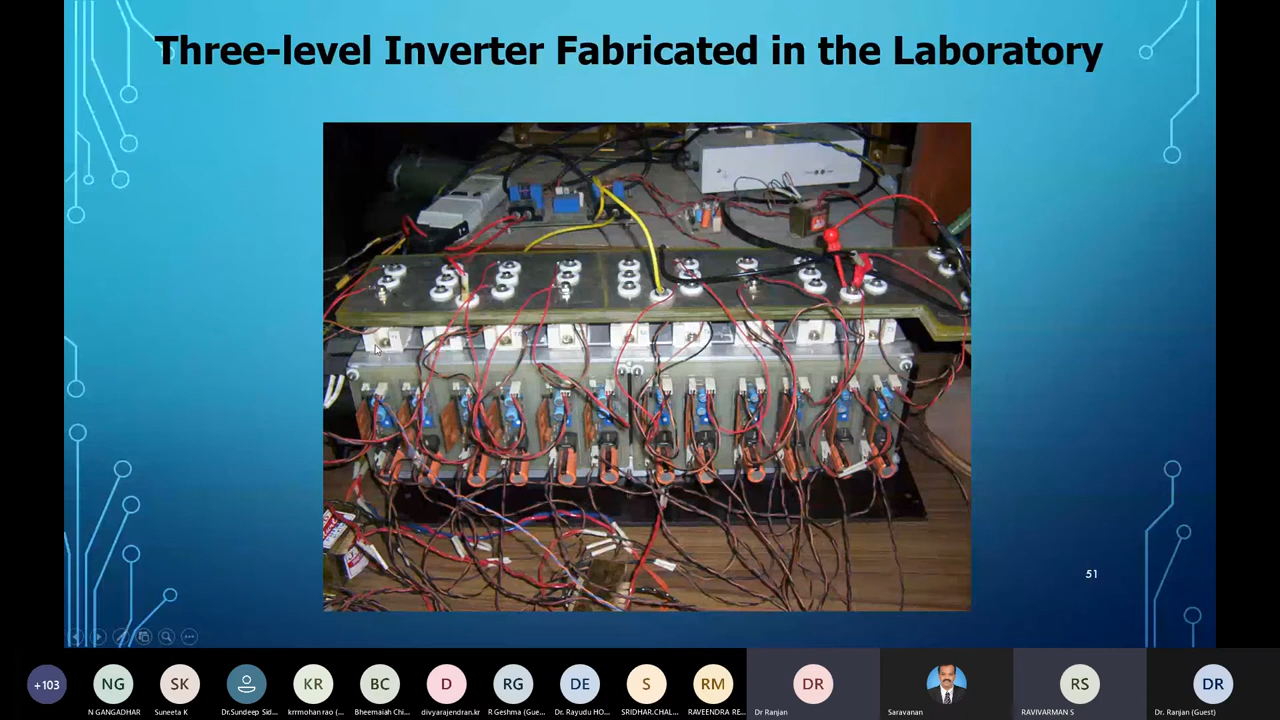 Three-level Inverter Fabricated in the Laboratory
51
+103
NG
SK
KR
BC
D
RG
DE
S
RM
DR
RS
DR
N GANGADHAR
Suneeta K
Dr.Sundeep Sid...
krrmohan rao (...
Bheemaiah Chi...
divyarajendran.kr
R Geshma (Gue...
Dr. Rayudu HO...
SRIDHAR.CHAL...
RAVEENDRA RE...
Dr Ranjan
Saravanan
RAVIVARMAN S
Dr. Ranjan (Guest)